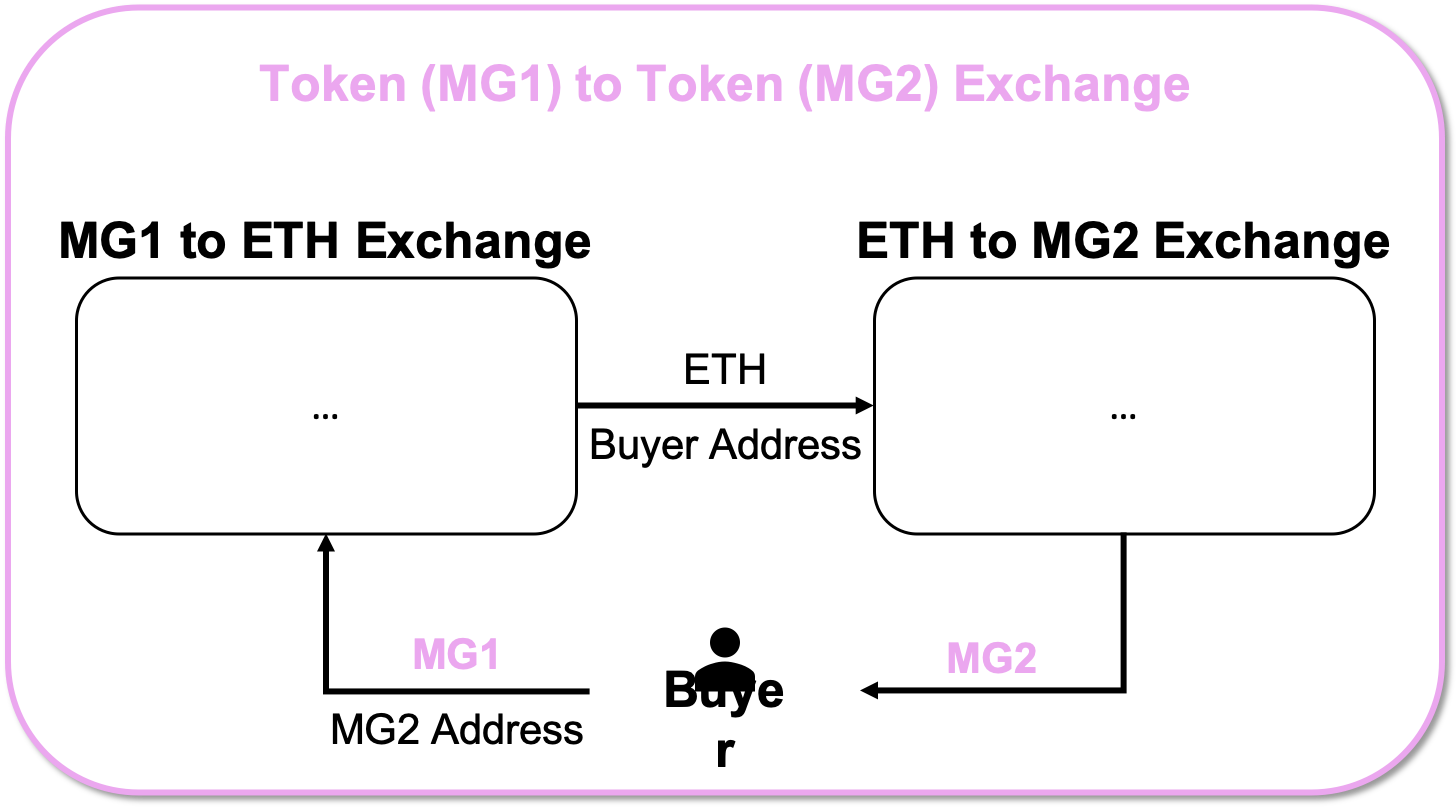 Token (MG1) to Token (MG2) Exchange
MG1 to ETH Exchange
ETH to MG2 Exchange
...
ETH
Buyer Address
...
MG1
MG2 Address
Buye
r
MG2